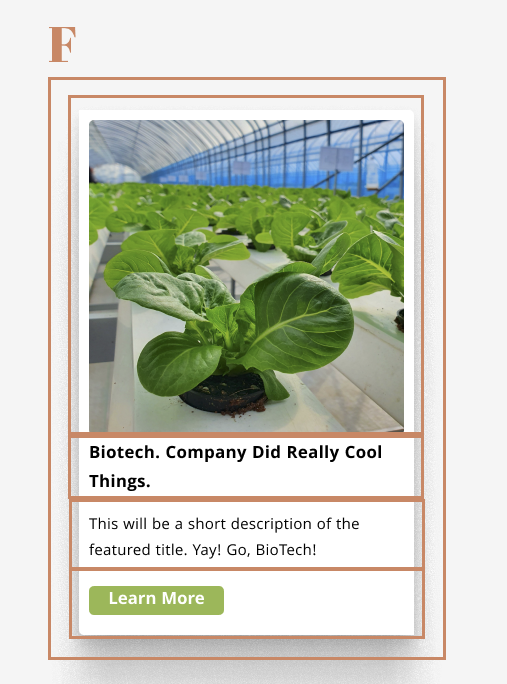 F
Biotech. Company Did Really Cool
Things.
This will be a short description of the
featured title. Yay! Go, BioTech!
Learn More